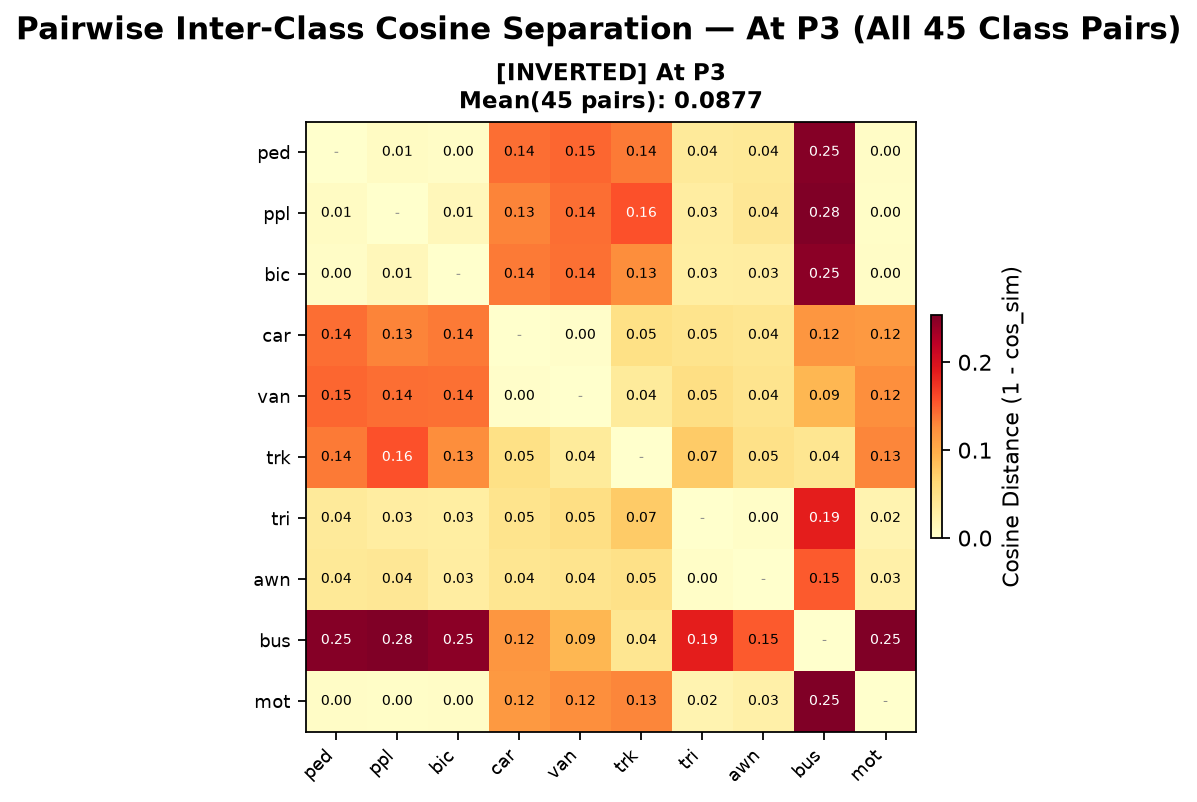 Pairwise Inter-Class Cosine Separation — At P3 (All 45 Class Pairs)
[INVERTED] At P3
Mean(45 pairs): 0.0877
ped - 0.01 0.00 0.14 0.15 0.14 0.04 0.04 0.25 0.00
ppl 0.01 - 0.01 0.13 0.14 0.16 0.03 0.04 0.28 0.00
bic 0.00 0.01 - 0.14 0.14 0.13 0.03 0.03 0.25 0.00
car 0.14 0.13 0.14 - 0.00 0.05 0.05 0.04 0.12 0.12
van 0.15 0.14 0.14 0.00 - 0.04 0.05 0.04 0.09 0.12
trk 0.14 0.16 0.13 0.05 0.04 - 0.07 0.05 0.04 0.13
tri 0.04 0.03 0.03 0.05 0.05 0.07 - 0.00 0.19 0.02
awn 0.04 0.04 0.03 0.04 0.04 0.05 0.00 - 0.15 0.03
bus 0.25 0.28 0.25 0.12 0.09 0.04 0.19 0.15 - 0.25
mot 0.00 0.00 0.00 0.12 0.12 0.13 0.02 0.03 0.25 -
ped ppl bic car van trk tri awn bus mot
0.2
0.1
0.0
Cosine Distance (1 - cos_sim)